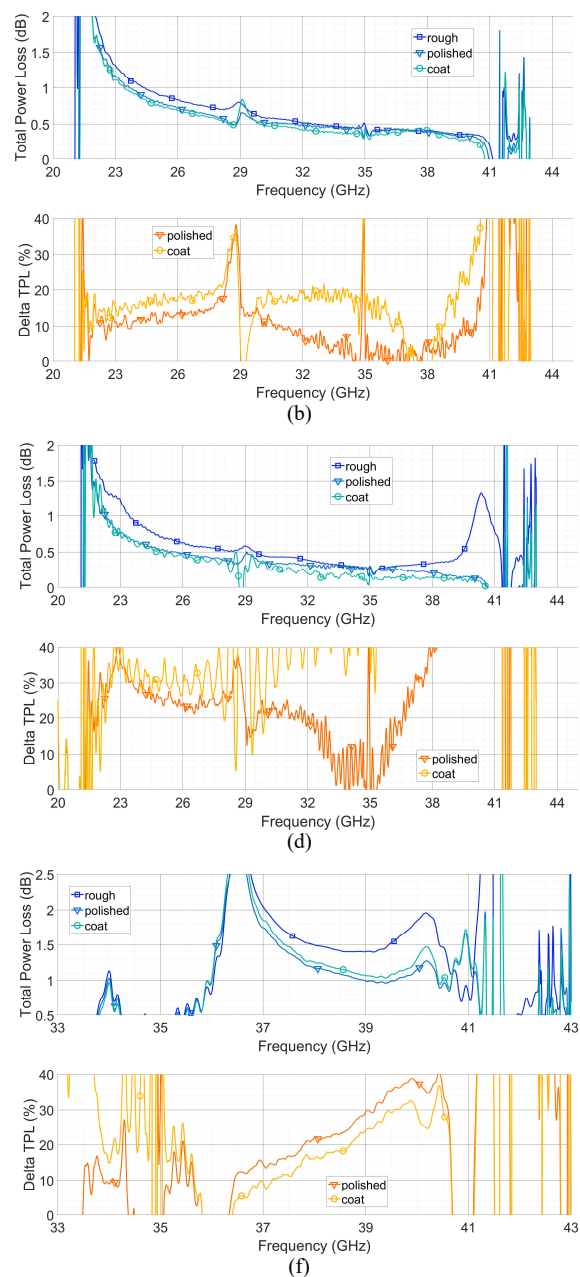 2
1.5
1
0.5
0
Total Power Loss (dB)
rough
polished
coat
20 23 26 29 32 35 38 41 44
Frequency (GHz)
40
30
20
10
0
Delta TPL (%)
polished
coat
20 23 26 29 32 35 38 41 44
Frequency (GHz)
(b)
2
1.5
1
0.5
0
Total Power Loss (dB)
rough
polished
coat
20 23 26 29 32 35 38 41 44
Frequency (GHz)
40
30
20
10
0
Delta TPL (%)
polished
coat
20 23 26 29 32 35 38 41 44
Frequency (GHz)
(d)
2.5
2
1.5
1
0.5
Total Power Loss (dB)
rough
polished
coat
33 35 37 39 41 43
Frequency (GHz)
40
30
20
10
0
Delta TPL (%)
polished
coat
33 35 37 39 41 43
Frequency (GHz)
(f)